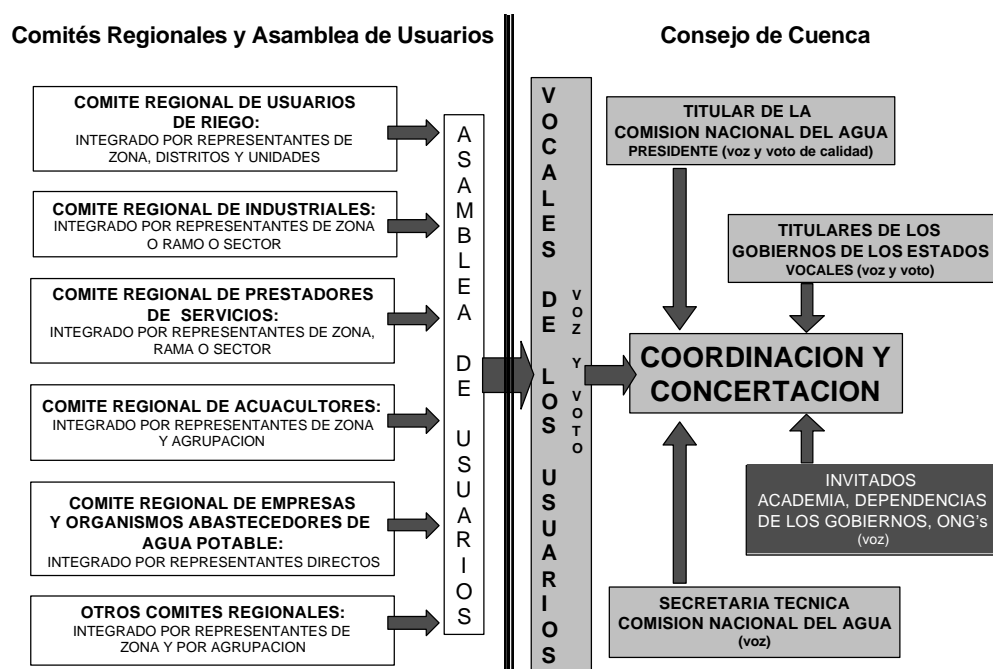 Comités Regionales y Asamblea de Usuarios
COMITE REGIONAL DE USUARIOS
DE RIEGO:
INTEGRADO POR REPRESENTANTES DE
ZONA, DISTRITOS Y UNIDADES
COMITE REGIONAL DE INDUSTRIALES:
INTEGRADO POR REPRESENTANTES DE ZONA
O RAMO O SECTOR
COMITE REGIONAL DE PRESTADORES
DE SERVICIOS:
INTEGRADO POR REPRESENTANTES DE ZONA,
RAMA O SECTOR
COMITE REGIONAL DE ACUACULTORES:
INTEGRADO POR REPRESENTANTES DE ZONA
Y AGRUPACION
COMITE REGIONAL DE EMPRESAS
Y ORGANISMOS ABASTECEDORES DE
AGUA POTABLE:
INTEGRADO POR REPRESENTANTES DIRECTOS
OTROS COMITES REGIONALES:
INTEGRADO POR REPRESENTANTES DE
ZONA Y POR AGRUPACION
ASAMBLEA DE USUARIOS
Consejo de Cuenca
VOCALES DE LOS USUARIOS
VOZ Y VOTO
TITULAR DE LA
COMISION NACIONAL DEL AGUA
PRESIDENTE (voz y voto de calidad)
TITULARES DE LOS
GOBIERNOS DE LOS ESTADOS
VOCALES (voz y voto)
COORDINACION Y
CONCERTACION
INVITADOS
ACADEMIA, DEPENDENCIAS
DE LOS GOBIERNOS, ONG's
(voz)
SECRETARIA TECNICA
COMISION NACIONAL DEL AGUA
(voz)